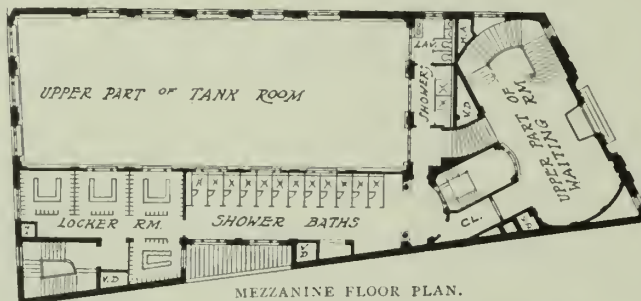 UPPER PART OF TANK ROOM
LAV.
SHOWERS
H.A.
V.D.
UPPER PART OF
WAITING RM
LOCKER RM.
SHOWER BATHS
CL.
V.D.
V.D.
V.D.
MEZZANINE FLOOR PLAN.